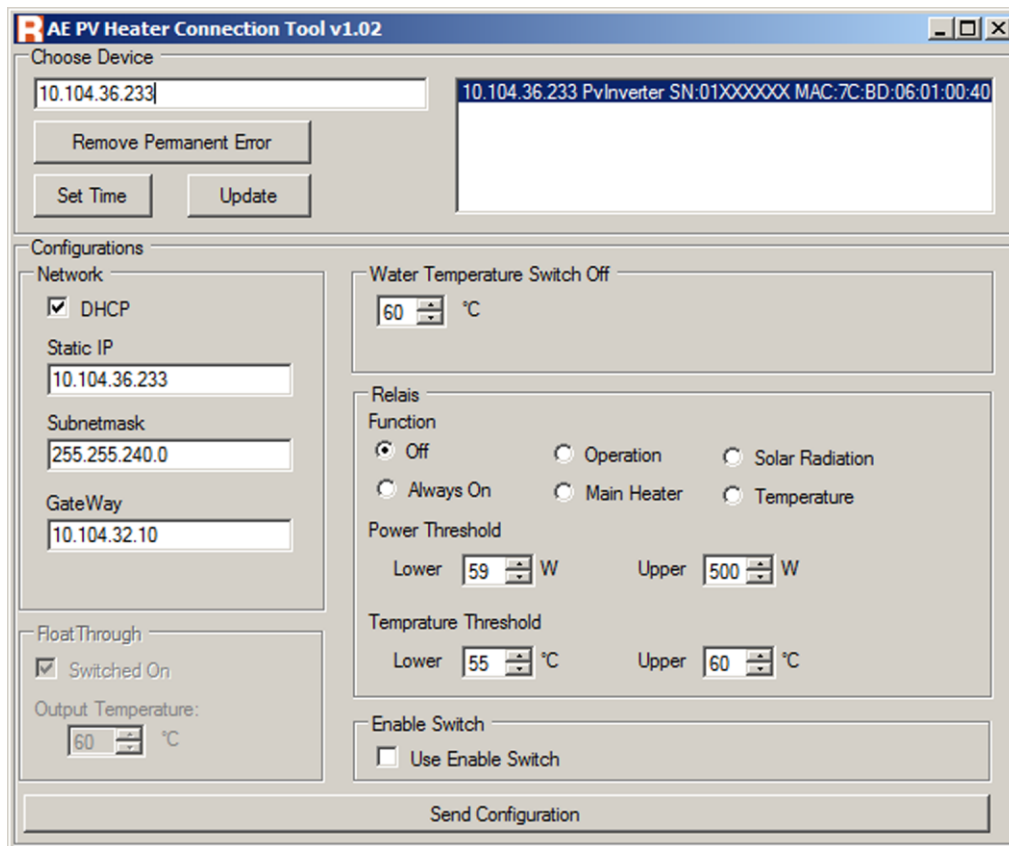 R AE PV Heater Connection Tool v1.02
Choose Device
10.104.36.233
10.104.36.233 PvInverter SN:01XXXXXX MAC:7C:BD:06:01:00:40
Remove Permanent Error
Set Time Update
Configurations
Network
DHCP
Static IP
10.104.36.233
Subnetmask
255.255.240.0
GateWay
10.104.32.10
FloatThrough
Switched On
Output Temperature:
60 °C
Water Temperature Switch Off
60 °C
Relais
Function
Off Operation Solar Radiation
Always On Main Heater Temperature
Power Threshold
Lower 59 W Upper 500 W
Temprature Threshold
Lower 55 °C Upper 60 °C
Enable Switch
Use Enable Switch
Send Configuration